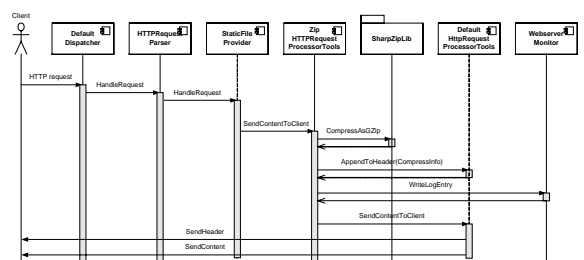 Client
Default
Dispatcher
HTTPRequest
Parser
StaticFile
Provider
Zip
HTTPRequest
ProcessorTools
SharpZipLib
Default
HttpRequest
ProcessorTools
Webserver
Monitor
HTTP request
HandleRequest
HandleRequest
SendContentToClient
CompressAsGZip
AppendToHeader(CompressInfo)
WriteLogEntry
SendContentToClient
SendHeader
SendContent